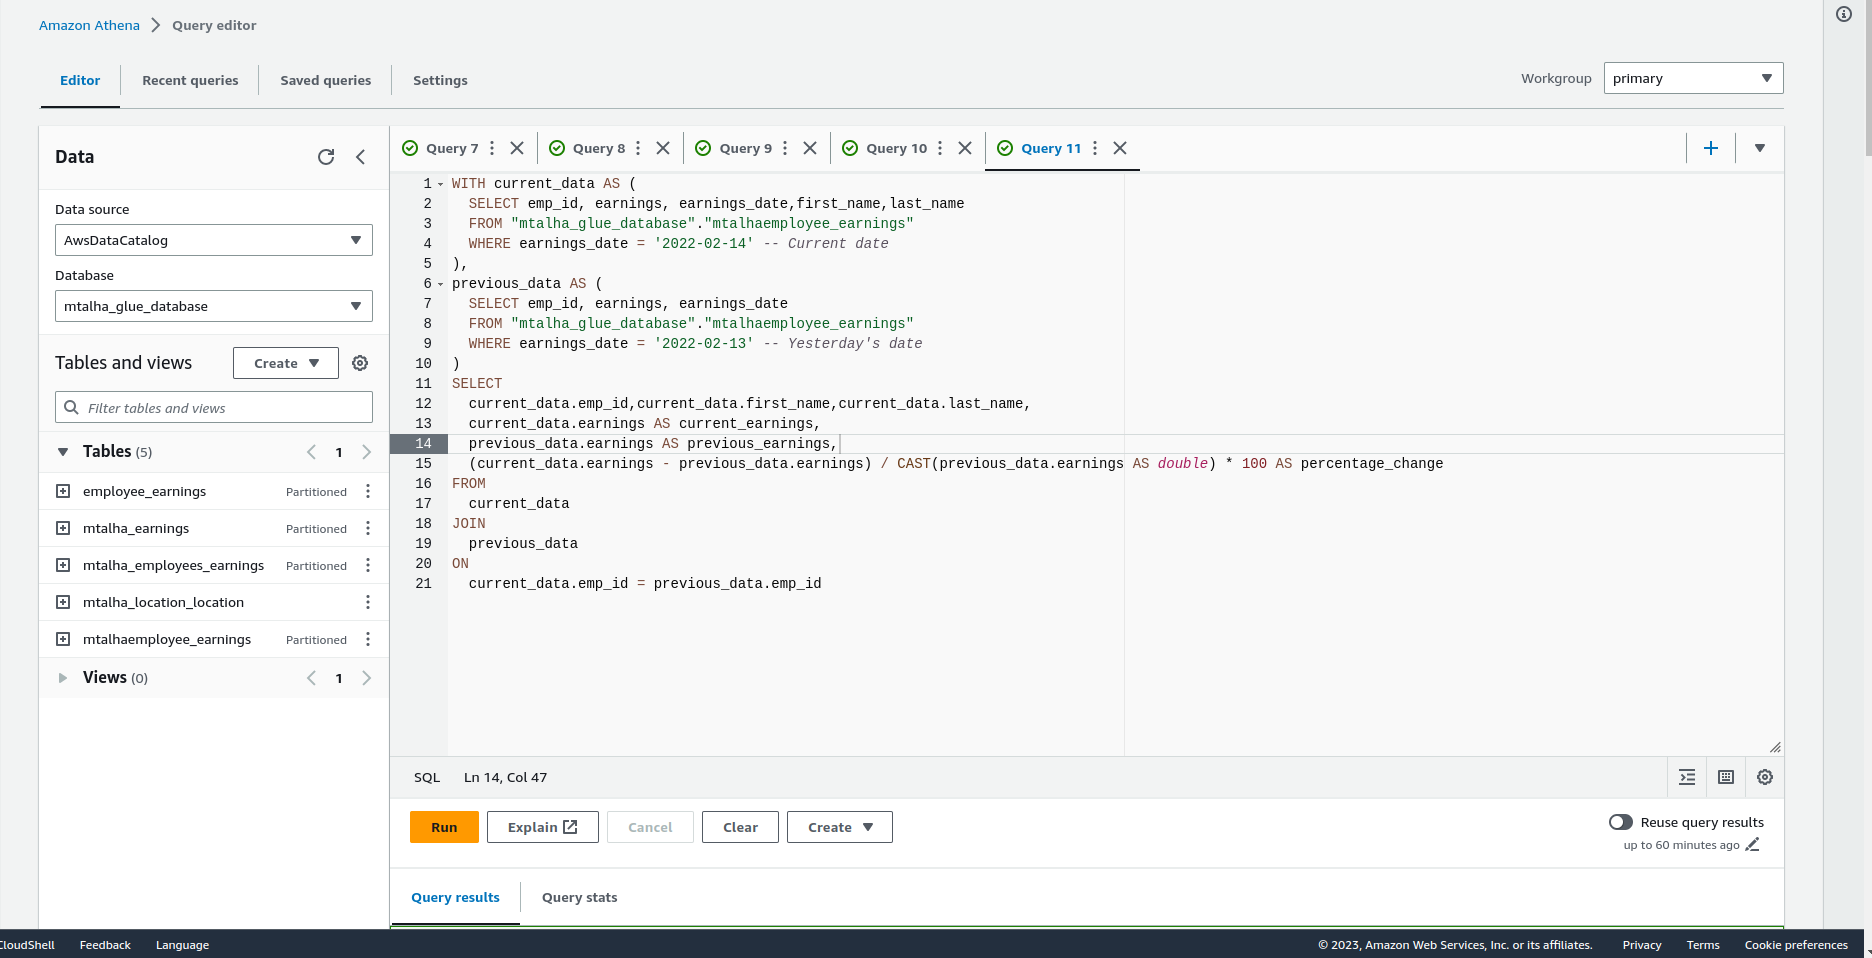 Amazon Athena > Query editor
Editor Recent queries Saved queries Settings
Workgroup primary
Data
Data source
AwsDataCatalog
Database
mtalha_glue_database
Tables and views Create
Filter tables and views
Tables (5) 1
employee_earnings Partitioned
mtalha_earnings Partitioned
mtalha_employees_earnings Partitioned
mtalha_location_location
mtalhaemployee_earnings Partitioned
Views (0) 1
Query 7 Query 8 Query 9 Query 10 Query 11
1 WITH current_data AS (
2 SELECT emp_id, earnings, earnings_date,first_name,last_name
3 FROM "mtalha_glue_database"."mtalhaemployee_earnings"
4 WHERE earnings_date = '2022-02-14' -- Current date
5 ),
6 previous_data AS (
7 SELECT emp_id, earnings, earnings_date
8 FROM "mtalha_glue_database"."mtalhaemployee_earnings"
9 WHERE earnings_date = '2022-02-13' -- Yesterday's date
10 )
11 SELECT
12 current_data.emp_id,current_data.first_name,current_data.last_name,
13 current_data.earnings AS current_earnings,
14 previous_data.earnings AS previous_earnings,
15 (current_data.earnings - previous_data.earnings) / CAST(previous_data.earnings AS double) * 100 AS percentage_change
16 FROM
17 current_data
18 JOIN
19 previous_data
20 ON
21 current_data.emp_id = previous_data.emp_id
SQL Ln 14, Col 47
Run Explain Cancel Clear Create
Reuse query results
up to 60 minutes ago
Query results Query stats
CloudShell Feedback Language © 2023, Amazon Web Services, Inc. or its affiliates. Privacy Terms Cookie preferences